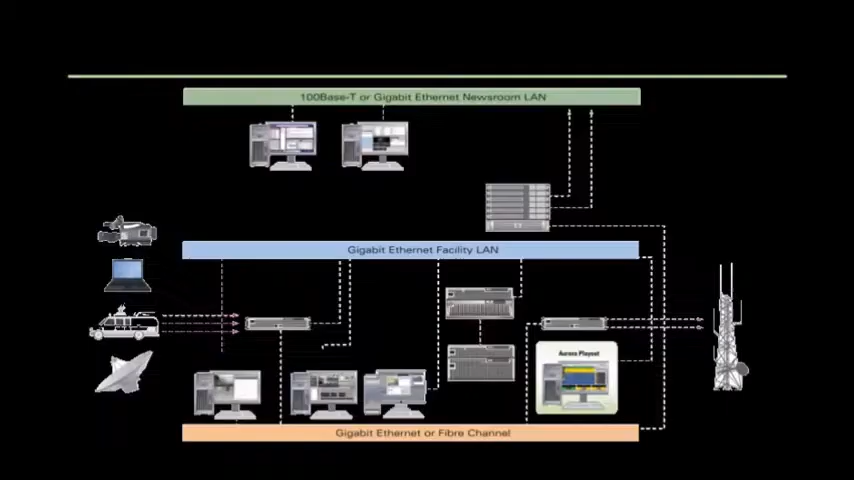 100Base-T or Gigabit Ethernet Newsroom LAN
Gigabit Ethernet Facility LAN
Aurora Playout
Gigabit Ethernet or Fibre Channel